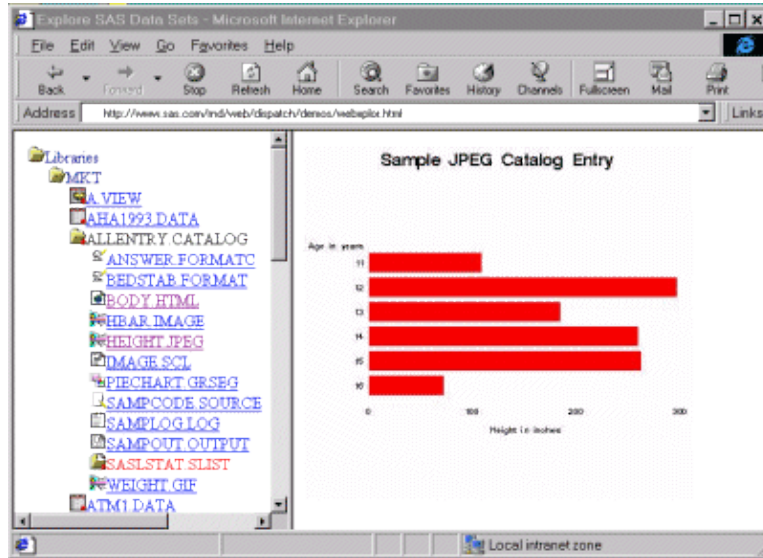 Explore SAS Data Sets - Microsoft Internet Explorer
File Edit View Go Favorites Help
Back Forward Stop Refresh Home Search Favorites History Channels Fullscreen Mail Print
Address http://www.sas.com/rnd/web/dispatch/demos/webeplor.html Links
Libraries
MKT
A.VIEW
AHA1993.DATA
ALLENTRY.CATALOG
ANSWER.FORMATC
BEDSTAB.FORMAT
BODY.HTML
HBAR.IMAGE
HEIGHT.JPEG
IMAGE.SCL
PIECHART.GRSEG
SAMPCODE.SOURCE
SAMPLOG.LOG
SAMPOUT.OUTPUT
SASLSTAT.SLIST
WEIGHT.GIF
ATM1.DATA
Sample JPEG Catalog Entry
Age in years
11
12
13
14
15
16
0 100 200 300
Height in inches
Local intranet zone